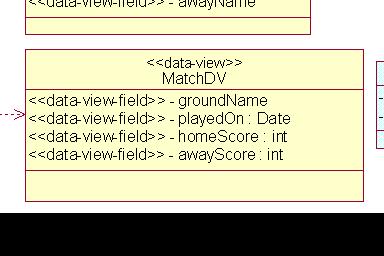 <<data-view-field>> - awayName
<<data-view>>
MatchDV
<<data-view-field>> - groundName
<<data-view-field>> - playedOn : Date
<<data-view-field>> - homeScore : int
<<data-view-field>> - awayScore : int